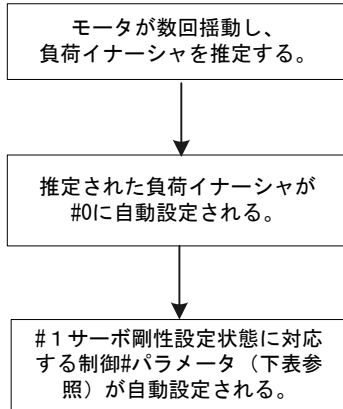 モータが数回揺動し、
負荷イナーシャを推定する。
推定された負荷イナーシャが
#0に自動設定される。
#１サーボ剛性設定状態に対応
する制御#パラメータ（下表参
照）が自動設定される。